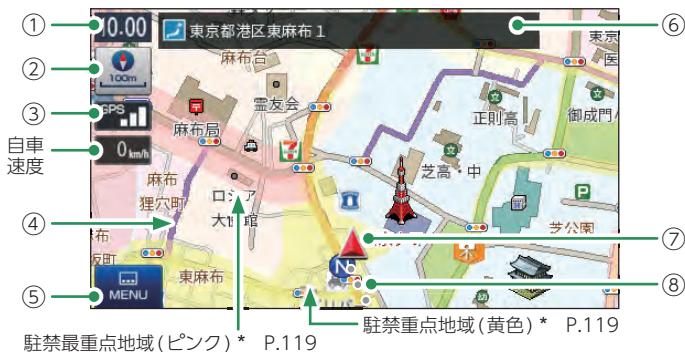 ①
10:00
東京都港区東麻布1
⑥
②
100m
麻布台
東京
医
③
GPS
霊友会
麻布局
正則高
御成門
自車
速度
0km/h
麻布
狸穴町
芝高・中
ロシア
大使館
④
P
芝公園
布
坂町
⑦
N
⑧
⑤
MENU
東麻布
駐禁重点地域(黄色)* P.119
駐禁最重点地域(ピンク)* P.119